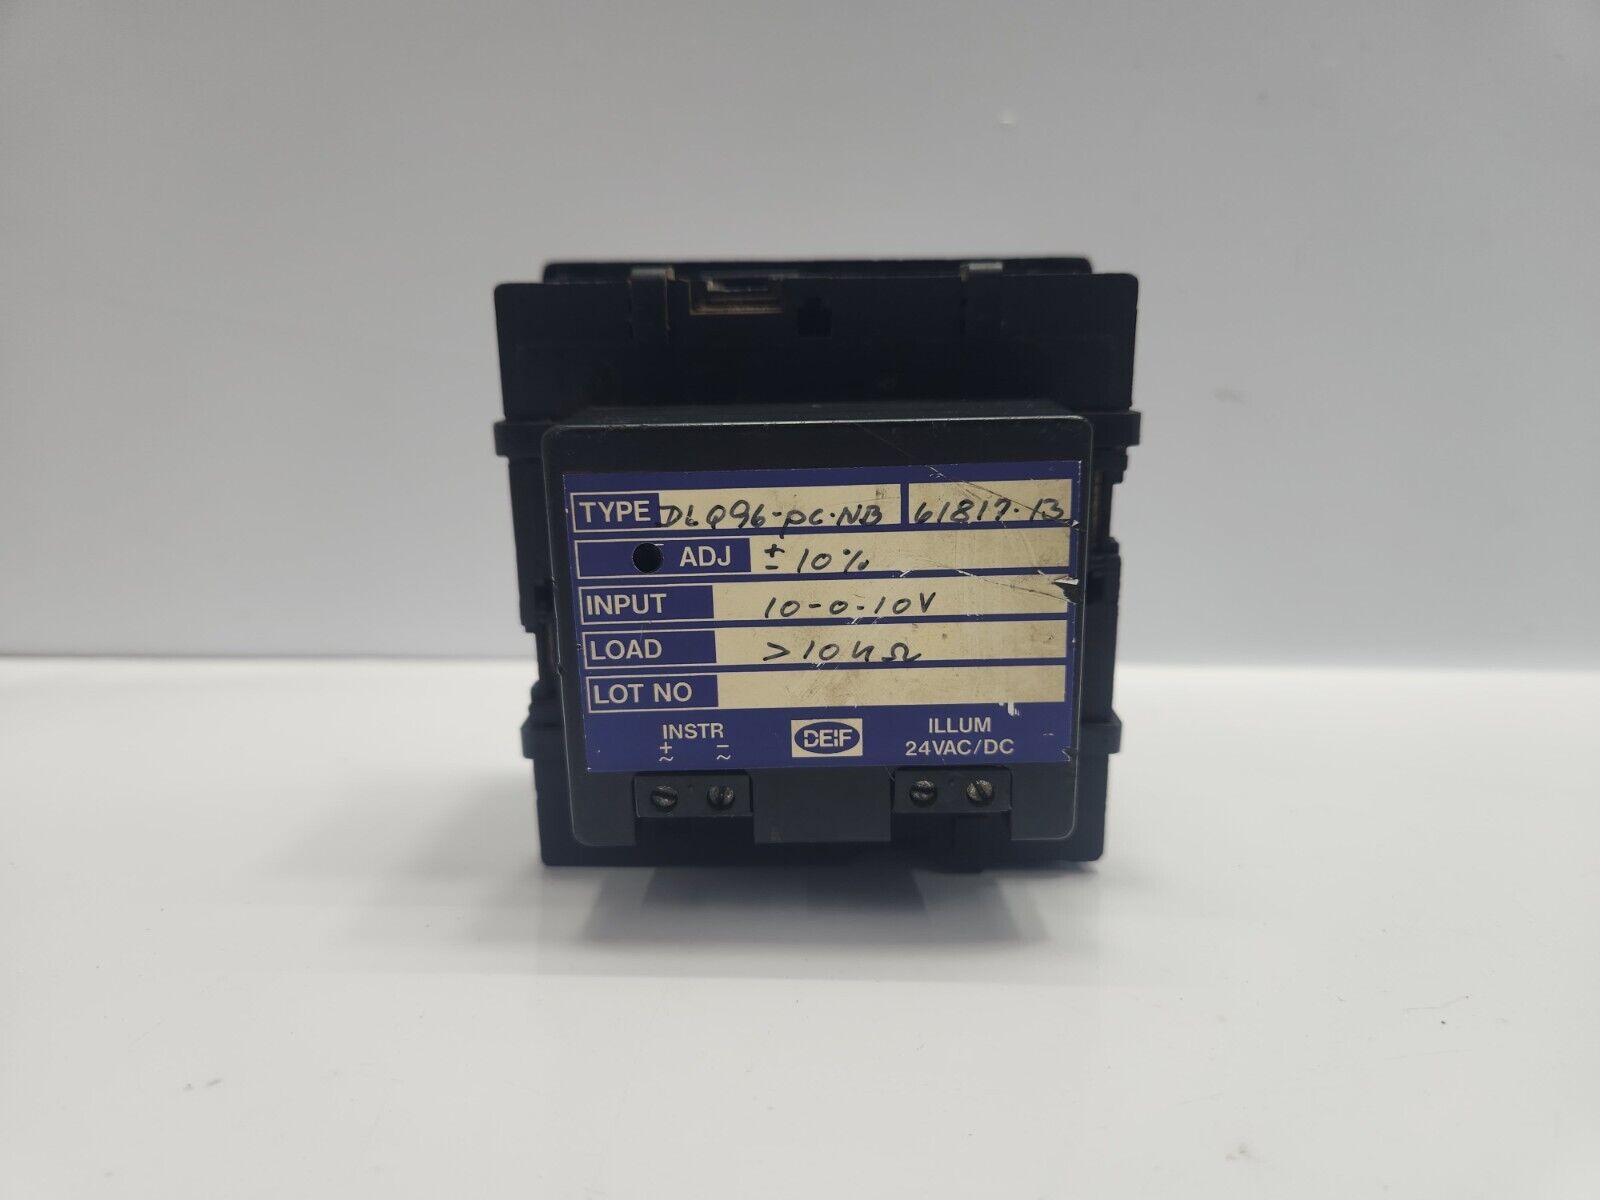 TYPE DLQ96-pc-NB 61817.13
ADJ ± 10%
INPUT 10-0-10V
LOAD >10kΩ
LOT NO
INSTR DEIF ILLUM
+ - 24VAC/DC
~ ~